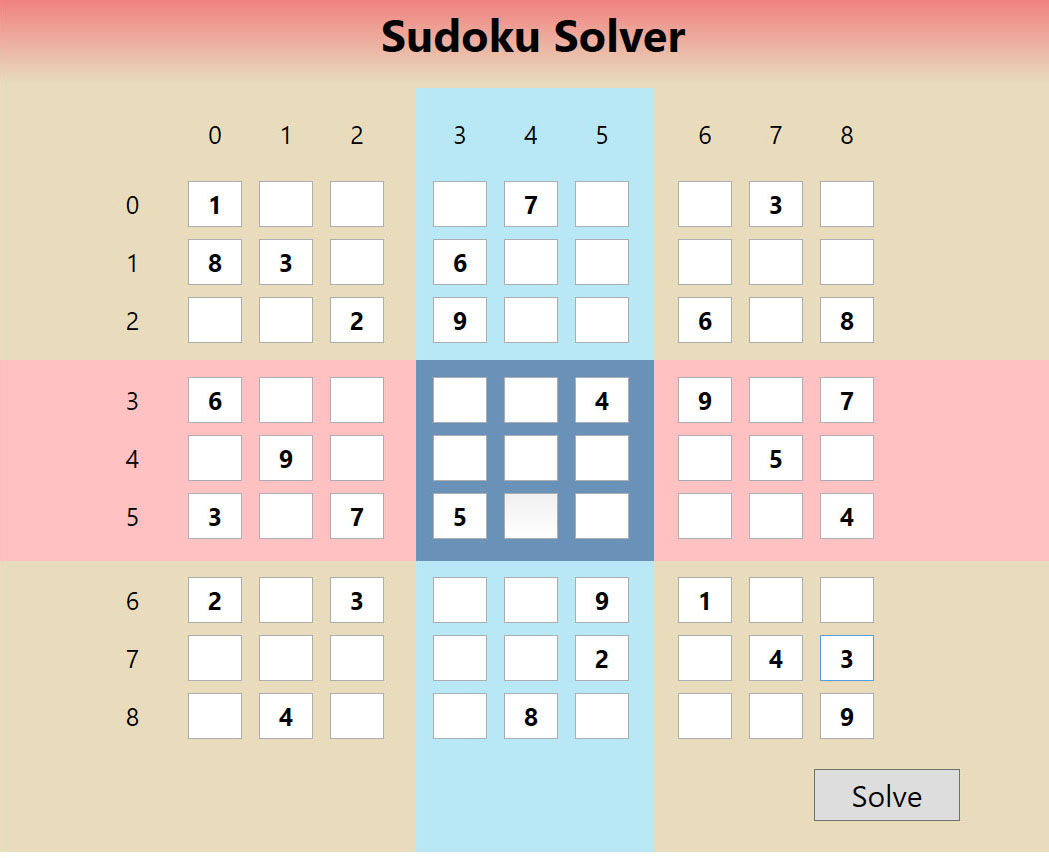 Sudoku Solver
0 1 2 3 4 5 6 7 8
0 1 7 3
1 8 3 6
2 2 9 6 8
3 6 4 9 7
4 9 5
5 3 7 5 4
6 2 3 9 1
7 2 4 3
8 4 8 9
Solve